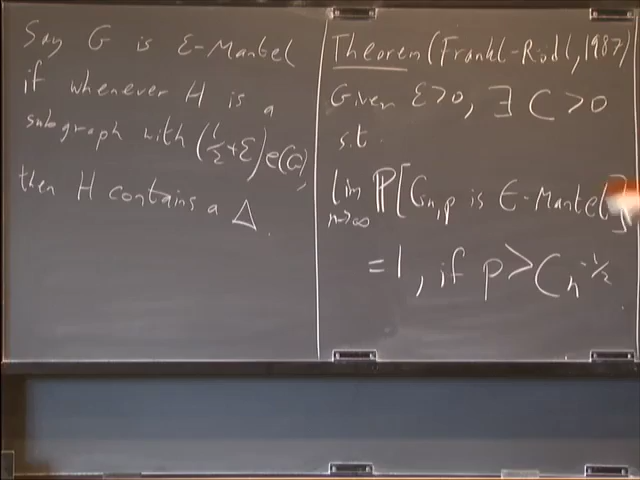 Say G is ε-Mantel
if whenever H is a
subgraph with (1/2+ε)e(G),
then H contains a Δ.
Theorem (Frankl-Rödl, 1987)
Given ε>0, ∃ C>0
s.t.
lim n→∞ ℙ[G_{n,p} is ε-Mantel]
=1, if p>Cn^{-1/2}